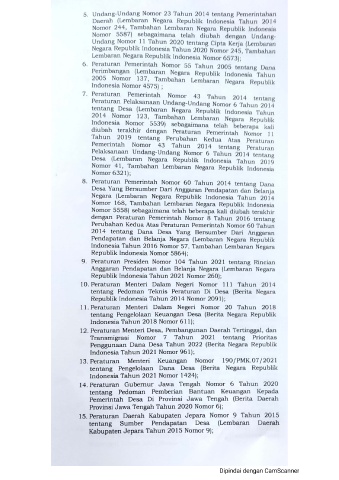 5. Undang-Undang Nomor 23 Tahun 2014 tentang Pemerintahan
Daerah (Lembaran Negara Republik Indonesia Tahun 2014
Nomor 244, Tambahan Lembaran Negara Republik Indonesia
Nomor 5587) sebagaimana telah diubah dengan Undang-
Undang Nomor 11 Tahun 2020 tentang Cipta Kerja (Lembaran
Negara Republik Indonesia Tahun 2020 Nomor 245, Tambahan
Lembaran Negara Republik Indonesia Nomor 6573);
6. Peraturan Pemerintah Nomor 55 Tahun 2005 tentang Dana
Perimbangan (Lembaran Negara Republik Indonesia Tahun
2005 Nomor 137, Tambahan Lembaran Negara Republik
Indonesia Nomor 4575) ;
7. Peraturan Pemerintah Nomor 43 Tahun 2014 tentang
Peraturan Pelaksanaan Undang-Undang Nomor 6 Tahun 2014
tentang Desa (Lembaran Negara Republik Indonesia Tahun
2014 Nomor 123, Tambahan Lembaran Negara Republik
Indonesia Nomor 5539) sebagaimana telah beberapa kali
diubah terakhir dengan Peraturan Pemerintah Nomor 11
Tahun 2019 tentang Perubahan Kedua Atas Peraturan
Pemerintah Nomor 43 Tahun 2014 tentang Peraturan
Pelaksanaan Undang-Undang Nomor 6 Tahun 2014 tentang
Desa (Lembaran Negara Republik Indonesia Tahun 2019
Nomor 41, Tambahan Lembaran Negara Republik Indonesia
Nomor 6321);
8. Peraturan Pemerintah Nomor 60 Tahun 2014 tentang Dana
Desa Yang Bersumber Dari Anggaran Pendapatan dan Belanja
Negara (Lembaran Negara Republik Indonesia Tahun 2014
Nomor 168, Tambahan Lembaran Negara Republik Indonesia
Nomor 5558) sebagaimana telah beberapa kali diubah terakhir
dengan Peraturan Pemerintah Nomor 8 Tahun 2016 tentang
Perubahan Kedua Atas Peraturan Pemerintah Nomor 60 Tahun
2014 tentang Dana Desa Yang Bersumber Dari Anggaran
Pendapatan dan Belanja Negara (Lembaran Negara Republik
Indonesia Tahun 2016 Nomor 57, Tambahan Lembaran Negara
Republik Indonesia Nomor 5864);
9. Peraturan Presiden Nomor 104 Tahun 2021 tentang Rincian
Anggaran Pendapatan dan Belanja Negara (Lembaran Negara
Republik Indonesia Tahun 2021 Nomor 260);
10. Peraturan Menteri Dalam Negeri Nomor 111 Tahun 2014
tentang Pedoman Teknis Peraturan Di Desa (Berita Negara
Republik Indonesia Tahun 2014 Nomor 2091);
11. Peraturan Menteri Dalam Negeri Nomor 20 Tahun 2018
tentang Pengelolaan Keuangan Desa (Berita Negara Republik
Indonesia Tahun 2018 Nomor 611);
12. Peraturan Menteri Desa, Pembangunan Daerah Tertinggal, dan
Transmigrasi Nomor 7 Tahun 2021 tentang Prioritas
Penggunaan Dana Desa Tahun 2022 (Berita Negara Republik
Indonesia Tahun 2021 Nomor 961);
13. Peraturan Menteri Keuangan Nomor 190/PMK.07/2021
tentang Pengelolaan Dana Desa (Berita Negara Republik
Indonesia Tahun 2021 Nomor 1424);
14. Peraturan Gubernur Jawa Tengah Nomor 6 Tahun 2020
tentang Pedoman Pemberian Bantuan Keuangan Kepada
Pemerintah Desa Di Provinsi Jawa Tengah (Berita Daerah
Provinsi Jawa Tengah Tahun 2020 Nomor 6);
15. Peraturan Daerah Kabupaten Jepara Nomor 9 Tahun 2015
tentang Sumber Pendapatan Desa (Lembaran Daerah
Kabupaten Jepara Tahun 2015 Nomor 9);
Dipindai dengan CamScanner